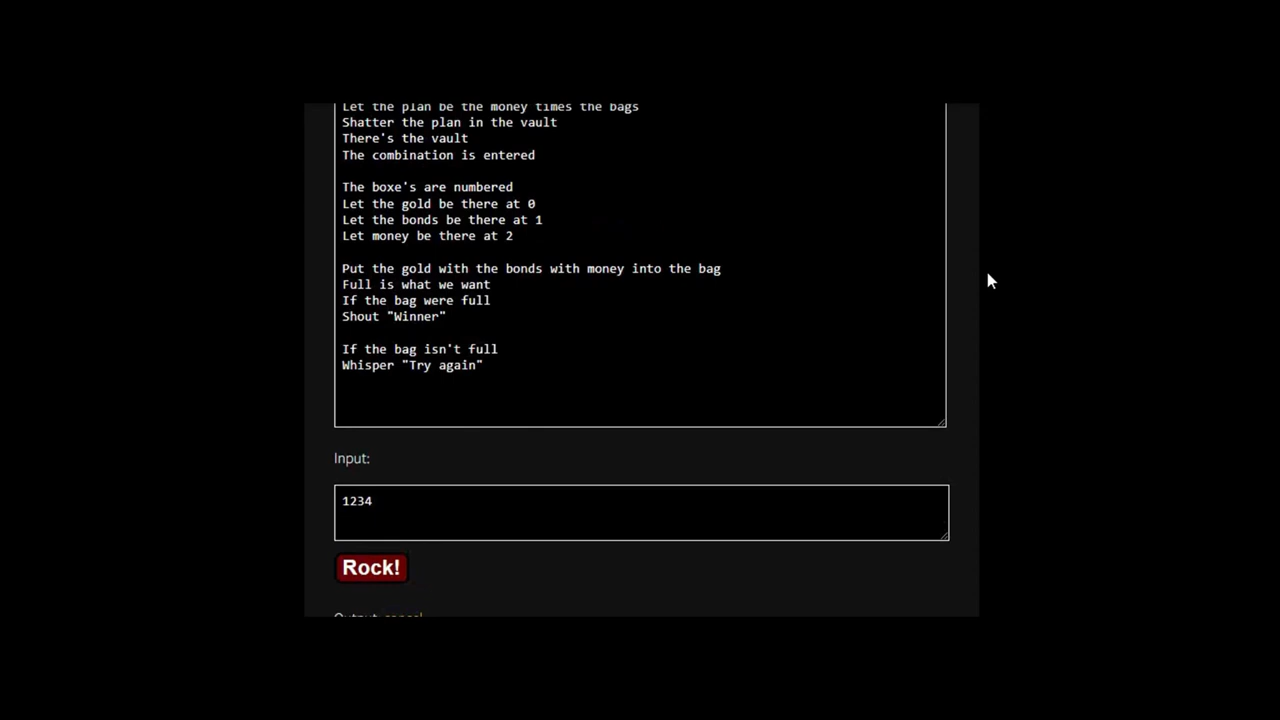 Let the plan be the money times the bags
Shatter the plan in the vault
There's the vault
The combination is entered
The boxe's are numbered
Let the gold be there at 0
Let the bonds be there at 1
Let money be there at 2
Put the gold with the bonds with money into the bag
Full is what we want
If the bag were full
Shout "Winner"
If the bag isn't full
Whisper "Try again"
Input:
1234
Rock!
Output: cancel